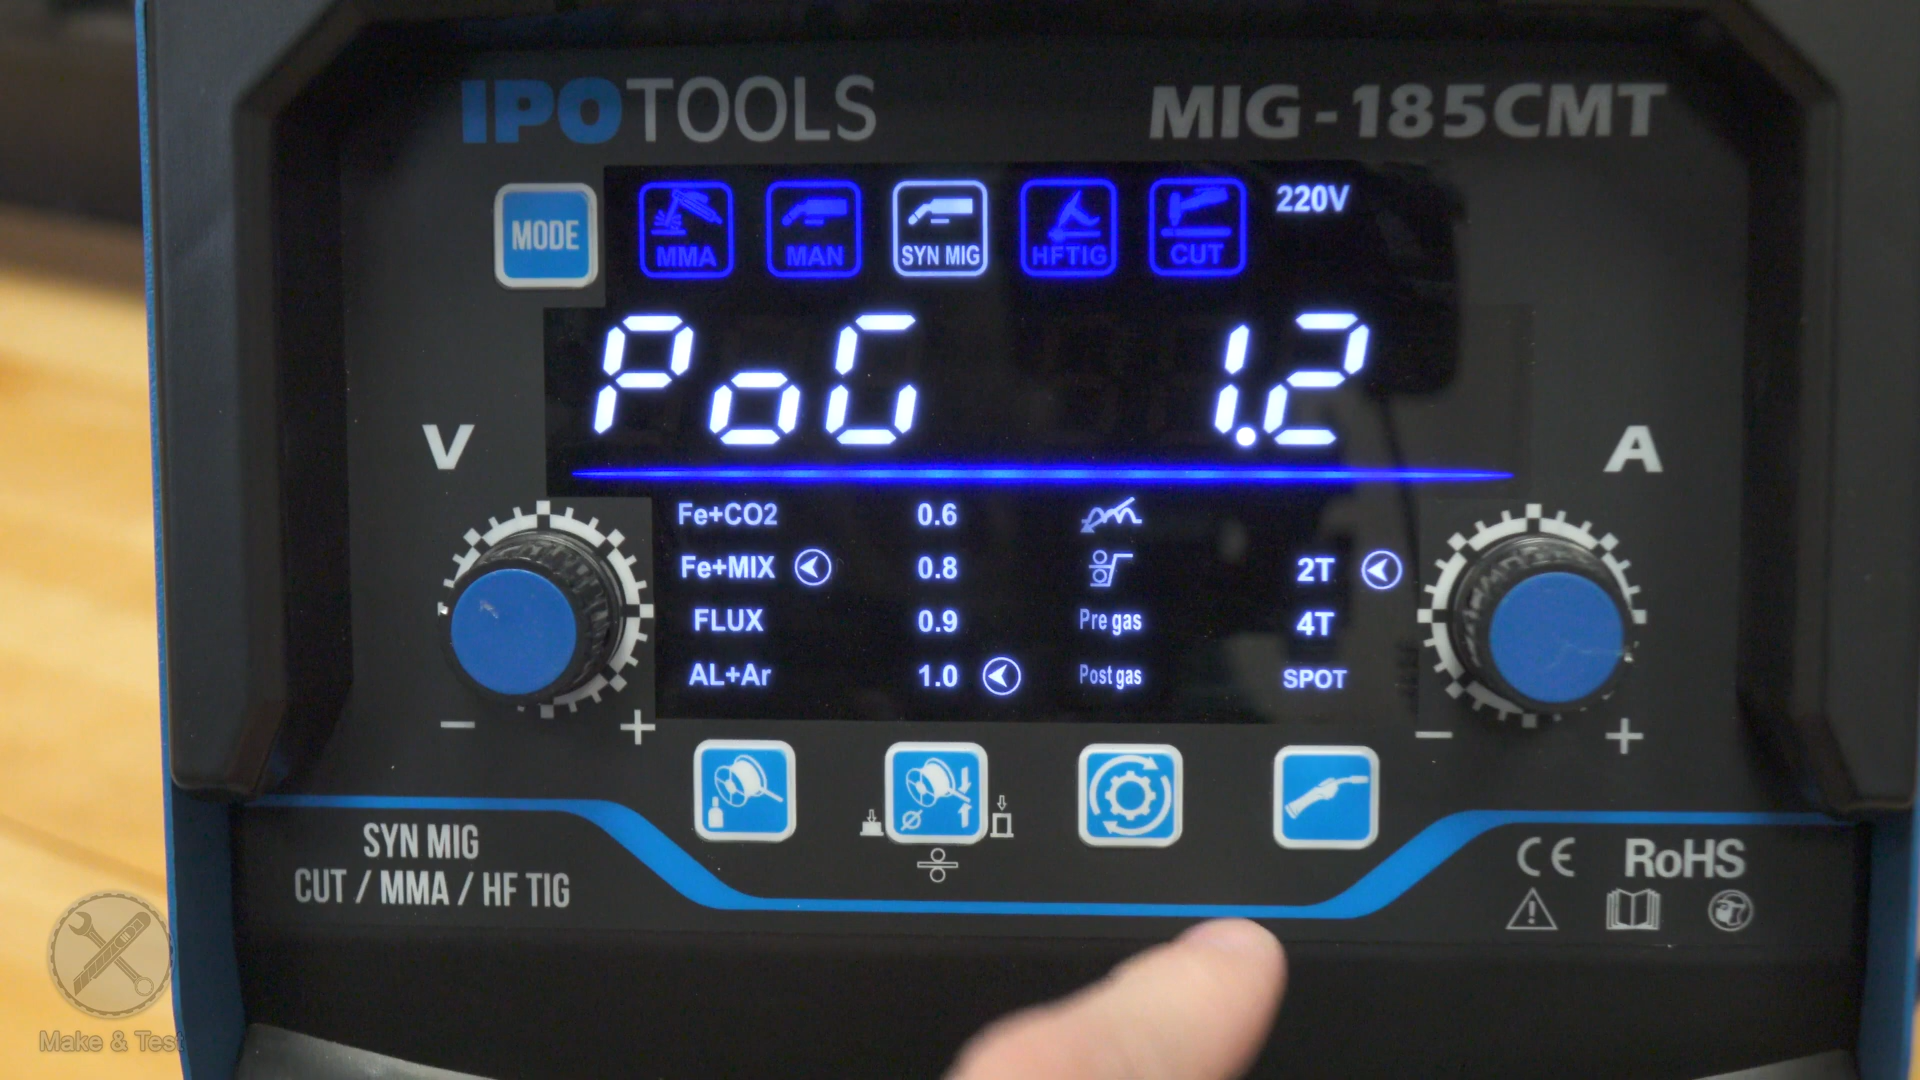 IPOTOOLS
MIG-185CMT
MODE
MMA
MAN
SYN MIG
HFTIG
CUT
220V
PoG 1.2
V
A
Fe+CO2 0.6
Fe+MIX 0.8 2T
FLUX 0.9 Pre gas 4T
AL+Ar 1.0 Post gas SPOT
− +
− +
SYN MIG
CUT / MMA / HF TIG
CE RoHS
Make & Test